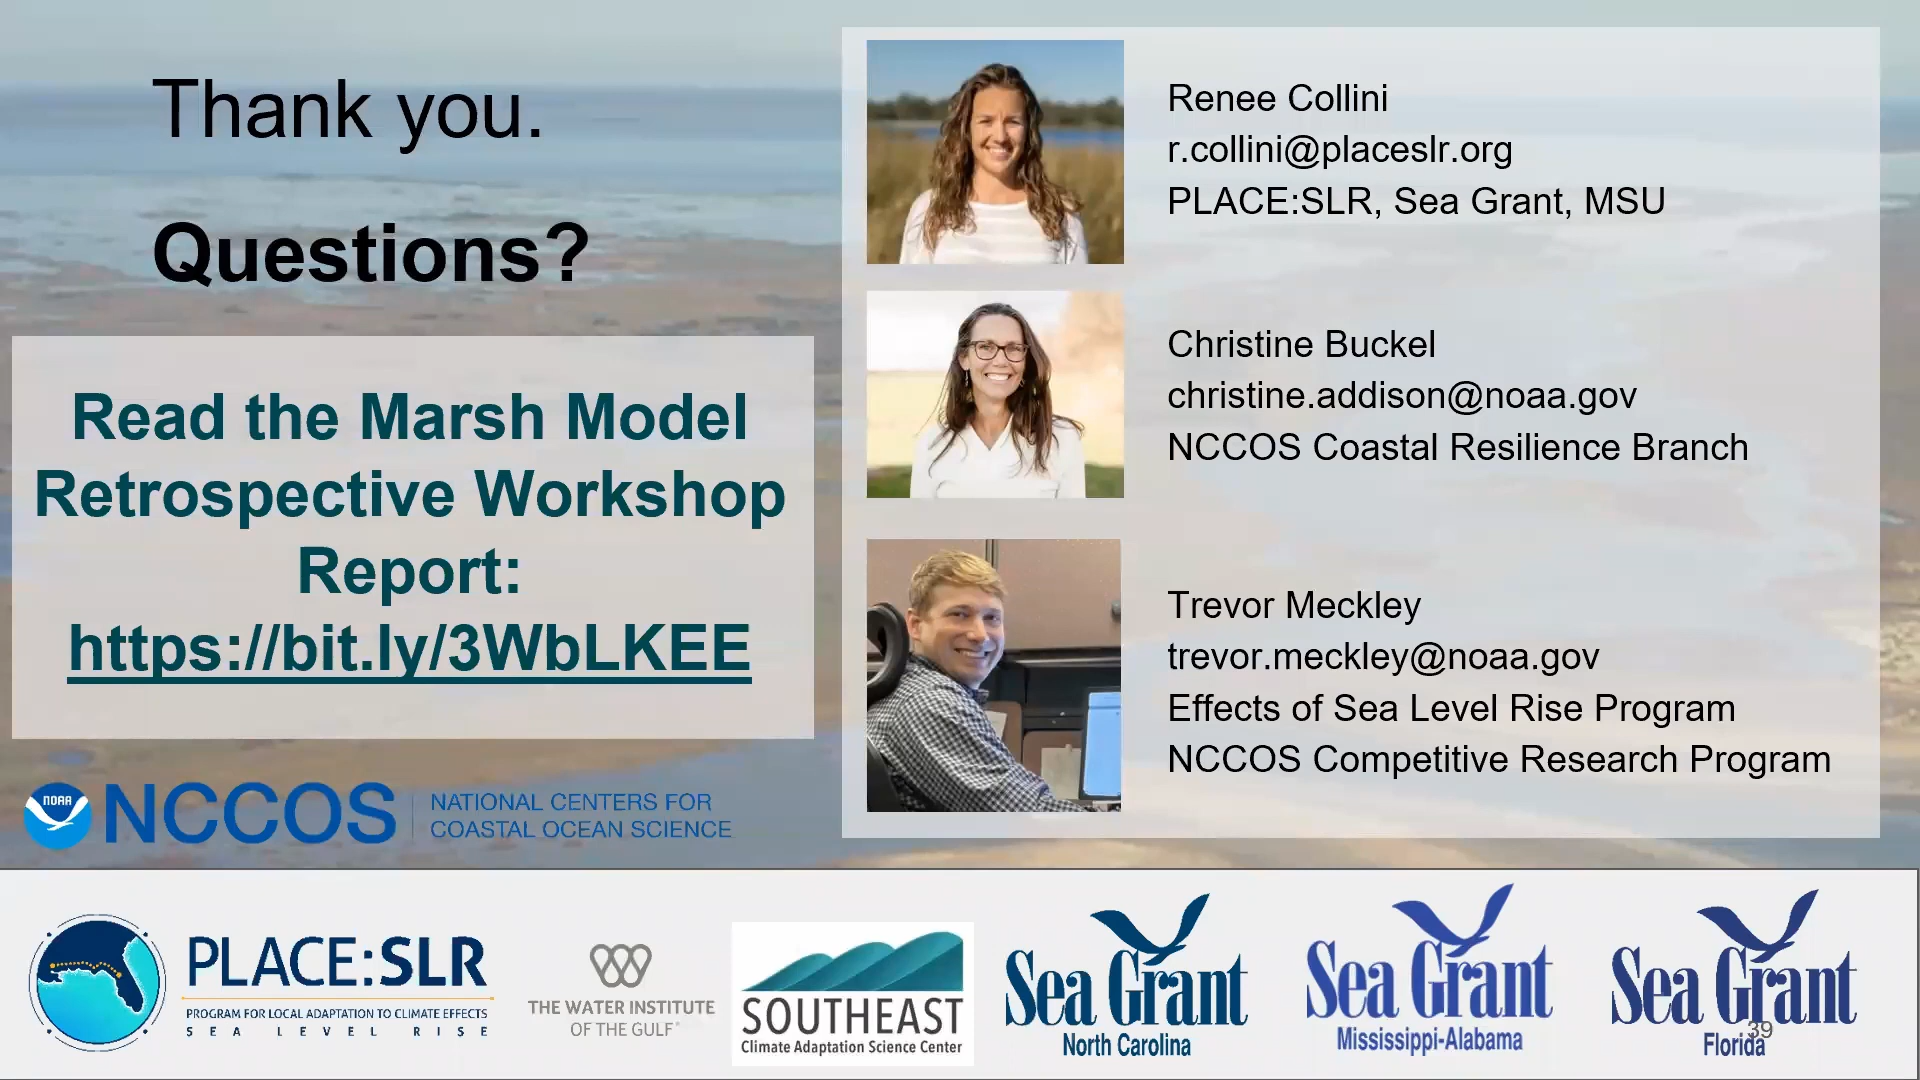 Thank you.
Questions?
Read the Marsh Model
Retrospective Workshop
Report:
https://bit.ly/3WbLKEE
Renee Collini
r.collini@placeslr.org
PLACE:SLR, Sea Grant, MSU
Christine Buckel
christine.addison@noaa.gov
NCCOS Coastal Resilience Branch
Trevor Meckley
trevor.meckley@noaa.gov
Effects of Sea Level Rise Program
NCCOS Competitive Research Program
NOAA
NCCOS
NATIONAL CENTERS FOR
COASTAL OCEAN SCIENCE
PLACE:SLR
PROGRAM FOR LOCAL ADAPTATION TO CLIMATE EFFECTS
SEA LEVEL RISE
THE WATER INSTITUTE
OF THE GULF®
SOUTHEAST
Climate Adaptation Science Center
Sea Grant
North Carolina
Sea Grant
Mississippi-Alabama
Sea Grant
Florida
39